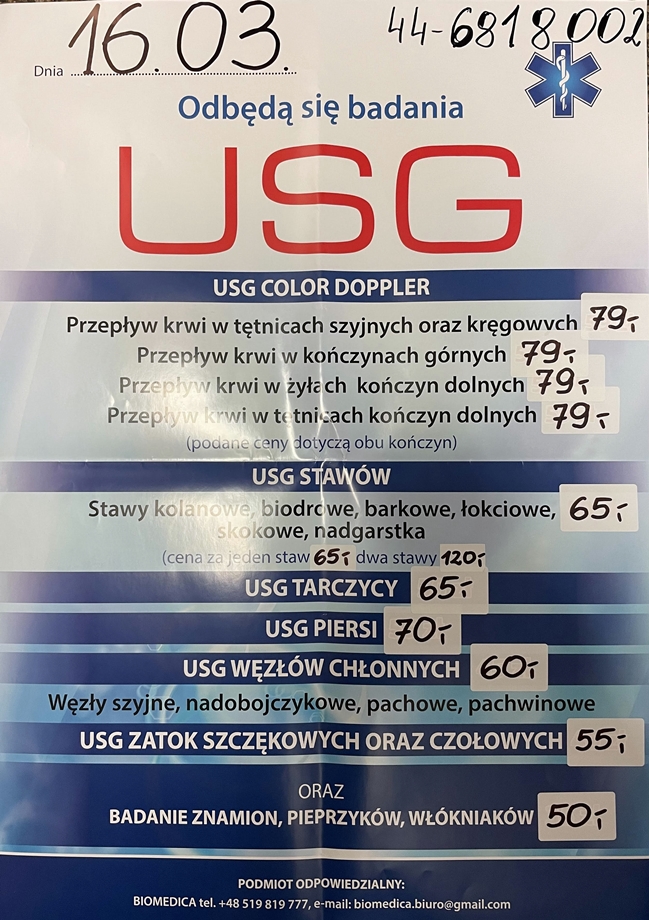 44-6818002
Dnia 16.03.
Odbędą się badania
USG
USG COLOR DOPPLER
Przepływ krwi w tętnicach szyjnych oraz kręgowych 79,-
Przepływ krwi w kończynach górnych 79,-
Przepływ krwi w żyłach kończyn dolnych 79,-
Przepływ krwi w tętnicach kończyn dolnych 79,-
(podane ceny dotyczą obu kończyn)
USG STAWÓW
Stawy kolanowe, biodrowe, barkowe, łokciowe, 65,-
skokowe, nadgarstka
(cena za jeden staw 65,- dwa stawy 120,-
USG TARCZYCY 65,-
USG PIERSI 70,-
USG WĘZŁÓW CHŁONNYCH 60,-
Węzły szyjne, nadobojczykowe, pachowe, pachwinowe
USG ZATOK SZCZĘKOWYCH ORAZ CZOŁOWYCH 55,-
ORAZ
BADANIE ZNAMION, PIEPRZYKÓW, WŁÓKNIAKÓW 50,-
PODMIOT ODPOWIEDZIALNY:
BIOMEDICA tel. +48 519 819 777, e-mail: biomedica.biuro@gmail.com